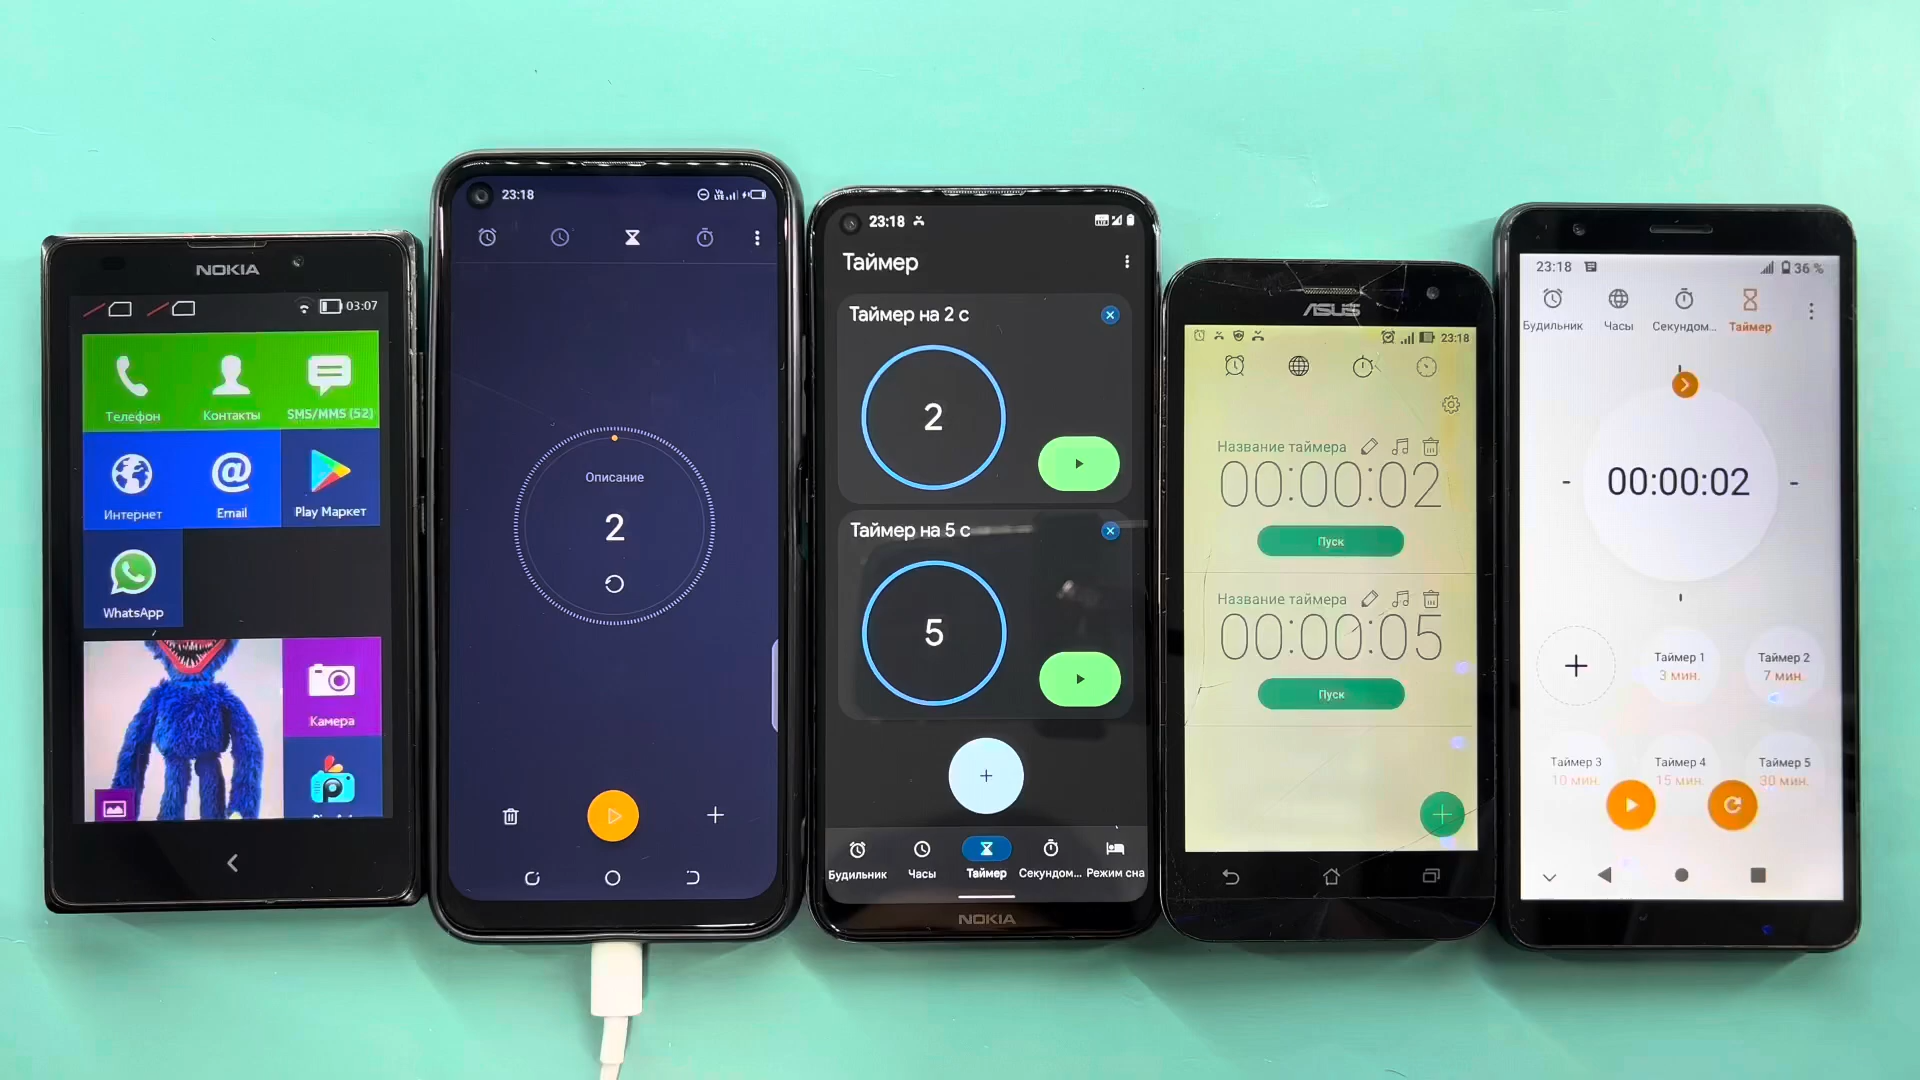 NOKIA
03:07
Телефон
Контакты
SMS/MMS (52)
Интернет
Email
Play Маркет
WhatsApp
Камера
23:18
Описание
2
23:18
Таймер
Таймер на 2 с
2
Таймер на 5 с
5
Будильник
Часы
Таймер
Секундом...
Режим сна
NOKIA
ASUS
23:18
Название таймера
00:00:02
Пуск
Название таймера
00:00:05
Пуск
23:18
36 %
Будильник
Часы
Секундом...
Таймер
00:00:02
Таймер 1
3 мин.
Таймер 2
7 мин.
Таймер 3
10 мин.
Таймер 4
15 мин.
Таймер 5
30 мин.